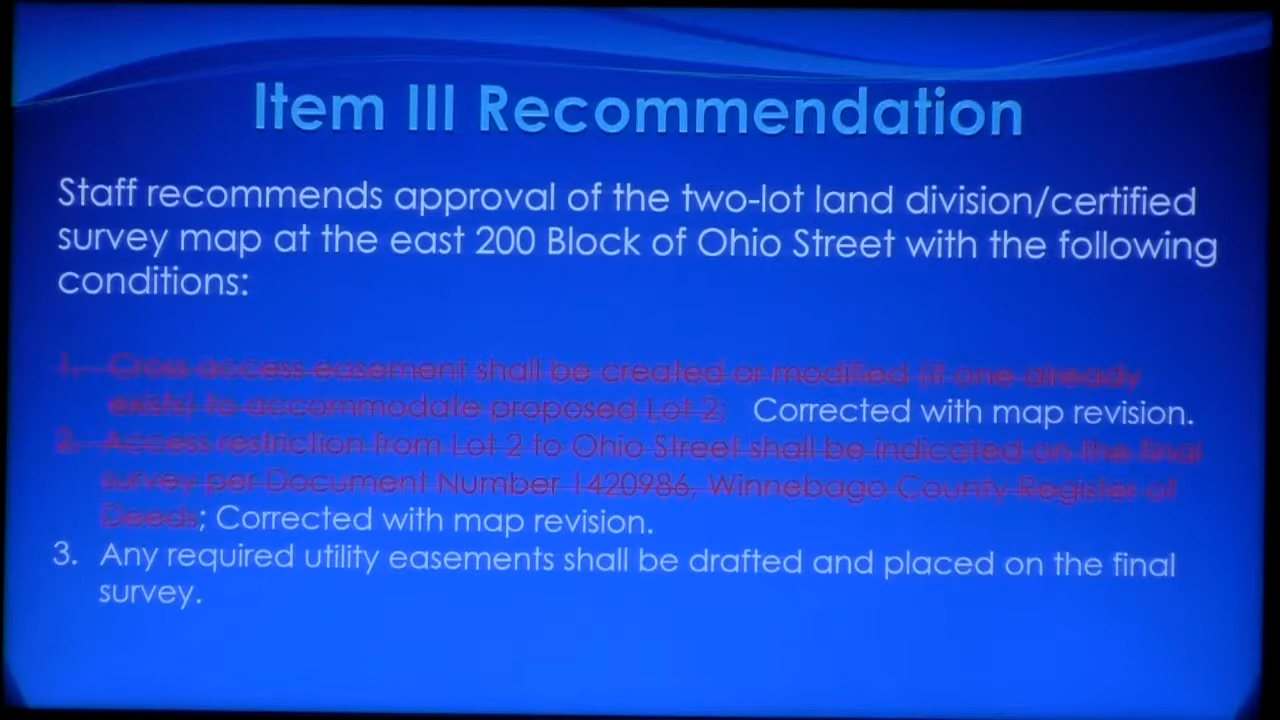 Item III Recommendation
Staff recommends approval of the two-lot land division/certified
survey map at the east 200 Block of Ohio Street with the following
conditions:
1. Cross access easement shall be created or modified (if one already
exists) to accommodate proposed Lot 2; Corrected with map revision.
2. Access restriction from Lot 2 to Ohio Street shall be indicated on the final
survey per Document Number 1420986, Winnebago County Register of
Deeds; Corrected with map revision.
3. Any required utility easements shall be drafted and placed on the final
survey.